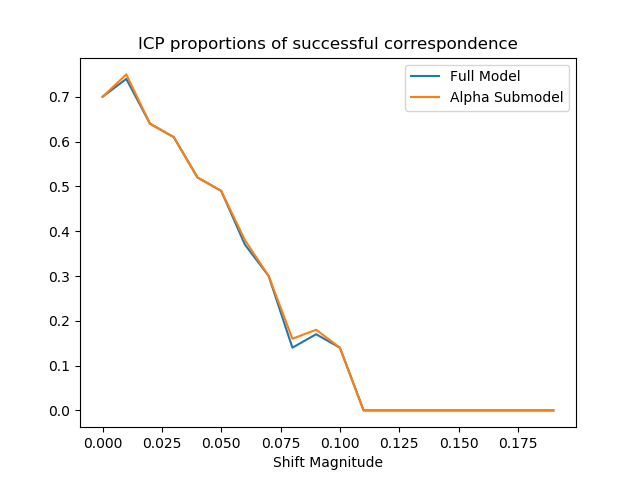 ICP proportions of successful correspondence
Full Model
Alpha Submodel
0.7
0.6
0.5
0.4
0.3
0.2
0.1
0.0
0.000 0.025 0.050 0.075 0.100 0.125 0.150 0.175
Shift Magnitude